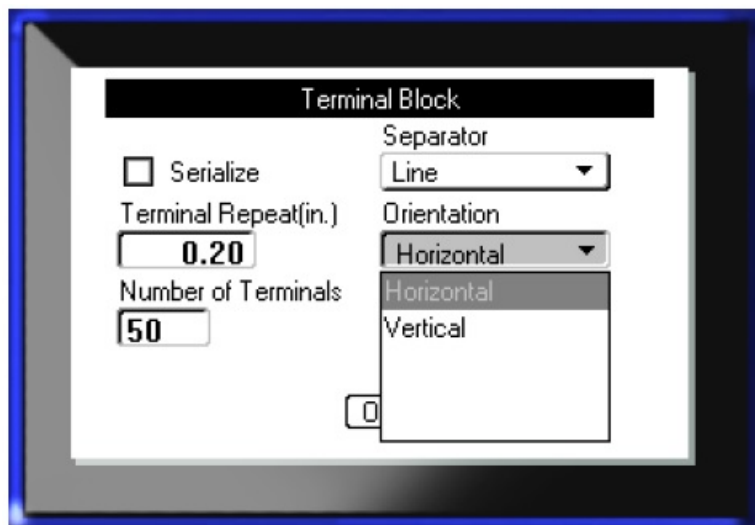 Terminal Block
Separator
Serialize
Line
Terminal Repeat(in.)
Orientation
0.20
Horizontal
Number of Terminals
Horizontal
50
Vertical